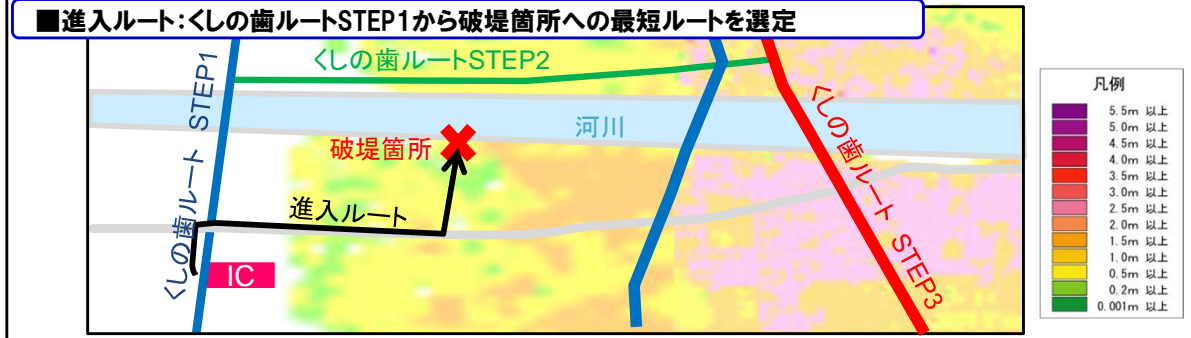 ■進入ルート：くしの歯ルートSTEP1から破堤箇所への最短ルートを選定
くしの歯ルート STEP1
くしの歯ルートSTEP2
河川
破堤箇所
進入ルート
IC
くしの歯ルート STEP3
凡例
5.5m 以上
5.0m 以上
4.5m 以上
4.0m 以上
3.5m 以上
3.0m 以上
2.5m 以上
2.0m 以上
1.5m 以上
1.0m 以上
0.5m 以上
0.2m 以上
0.001m 以上